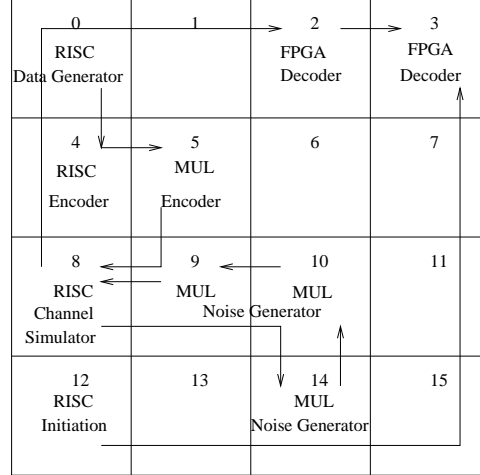 0 1 2 3
RISC FPGA FPGA
Data Generator Decoder Decoder
4 5 6 7
RISC MUL
Encoder Encoder
8 9 10 11
RISC MUL MUL
Channel Noise Generator
Simulator
12 13 14 15
RISC MUL
Initiation Noise Generator